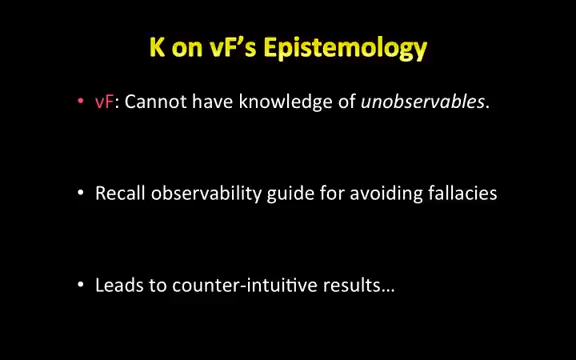 K on vF's Epistemology
• vF: Cannot have knowledge of unobservables.
• Recall observability guide for avoiding fallacies
• Leads to counter-intuitive results...